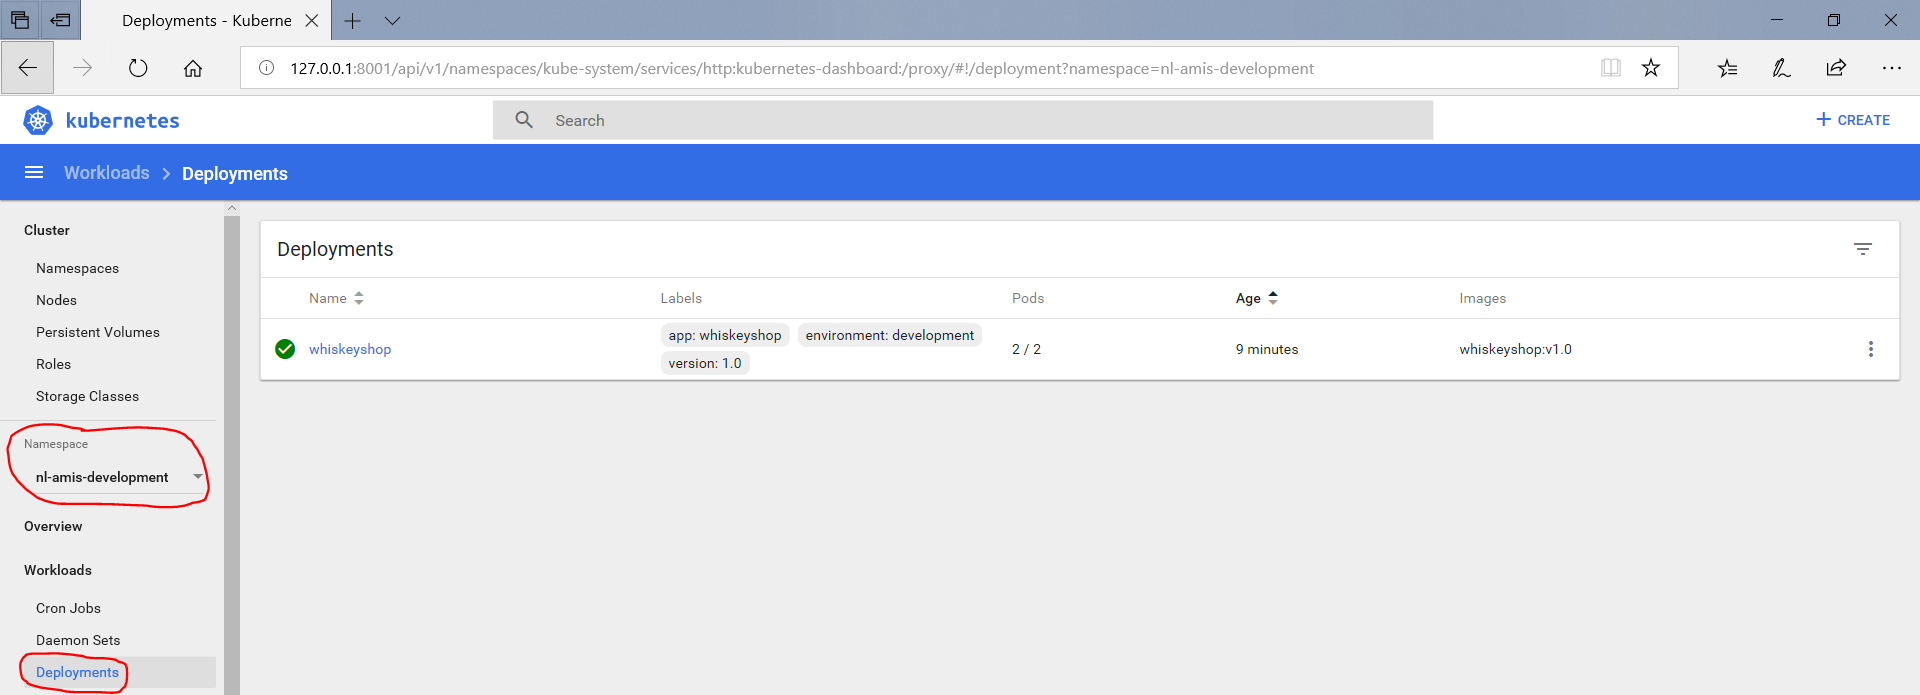 Deployments - Kuberne
127.0.0.1:8001/api/v1/namespaces/kube-system/services/http:kubernetes-dashboard:/proxy/#!/deployment?namespace=nl-amis-development
kubernetes
Search
CREATE
Workloads
Deployments
Cluster
Namespaces
Nodes
Persistent Volumes
Roles
Storage Classes
Namespace
nl-amis-development
Overview
Workloads
Cron Jobs
Daemon Sets
Deployments
Deployments
Name Labels Pods Age Images
whiskeyshop
app: whiskeyshop environment: development
version: 1.0
2 / 2
9 minutes
whiskeyshop:v1.0